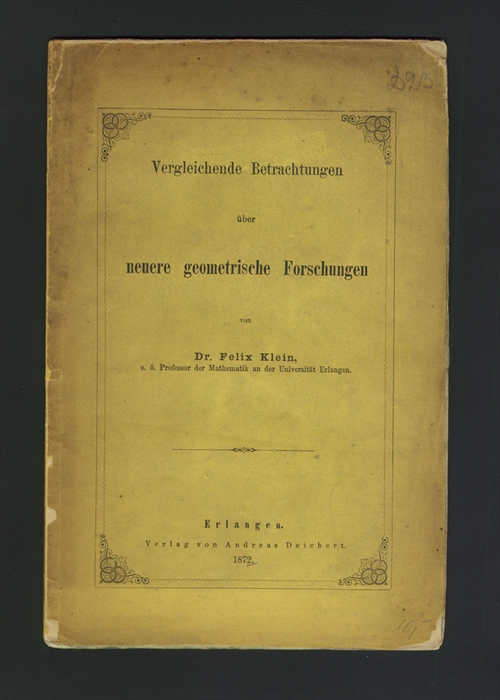 Vergleichende Betrachtungen
über
neuere geometrische Forschungen
von
Dr. Felix Klein,
o. ö. Professor der Mathematik an der Universität Erlangen.
Erlangen.
Verlag von Andreas Deichert.
1872.